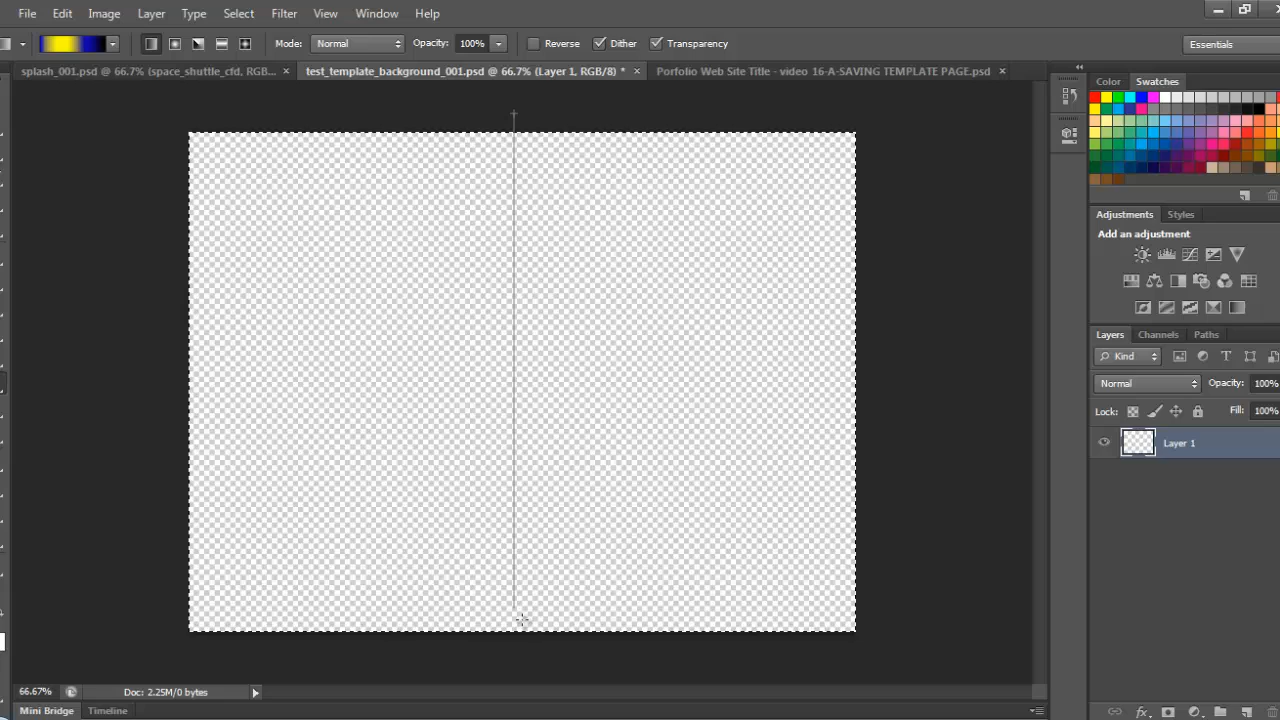 File Edit Image Layer Type Select Filter View Window Help
Mode: Normal Opacity: 100% Reverse Dither Transparency Essentials
splash_001.psd @ 66.7% (space_shuttle_cfd, RGB... × test_template_background_001.psd @ 66.7% (Layer 1, RGB/8) * × Porfolio Web Site Title - video 16-A-SAVING TEMPLATE PAGE.psd ×
Color Swatches
Adjustments Styles
Add an adjustment
Layers Channels Paths
Kind
Normal Opacity: 100%
Lock: Fill: 100%
Layer 1
66.67% Doc: 2.25M/0 bytes
Mini Bridge Timeline